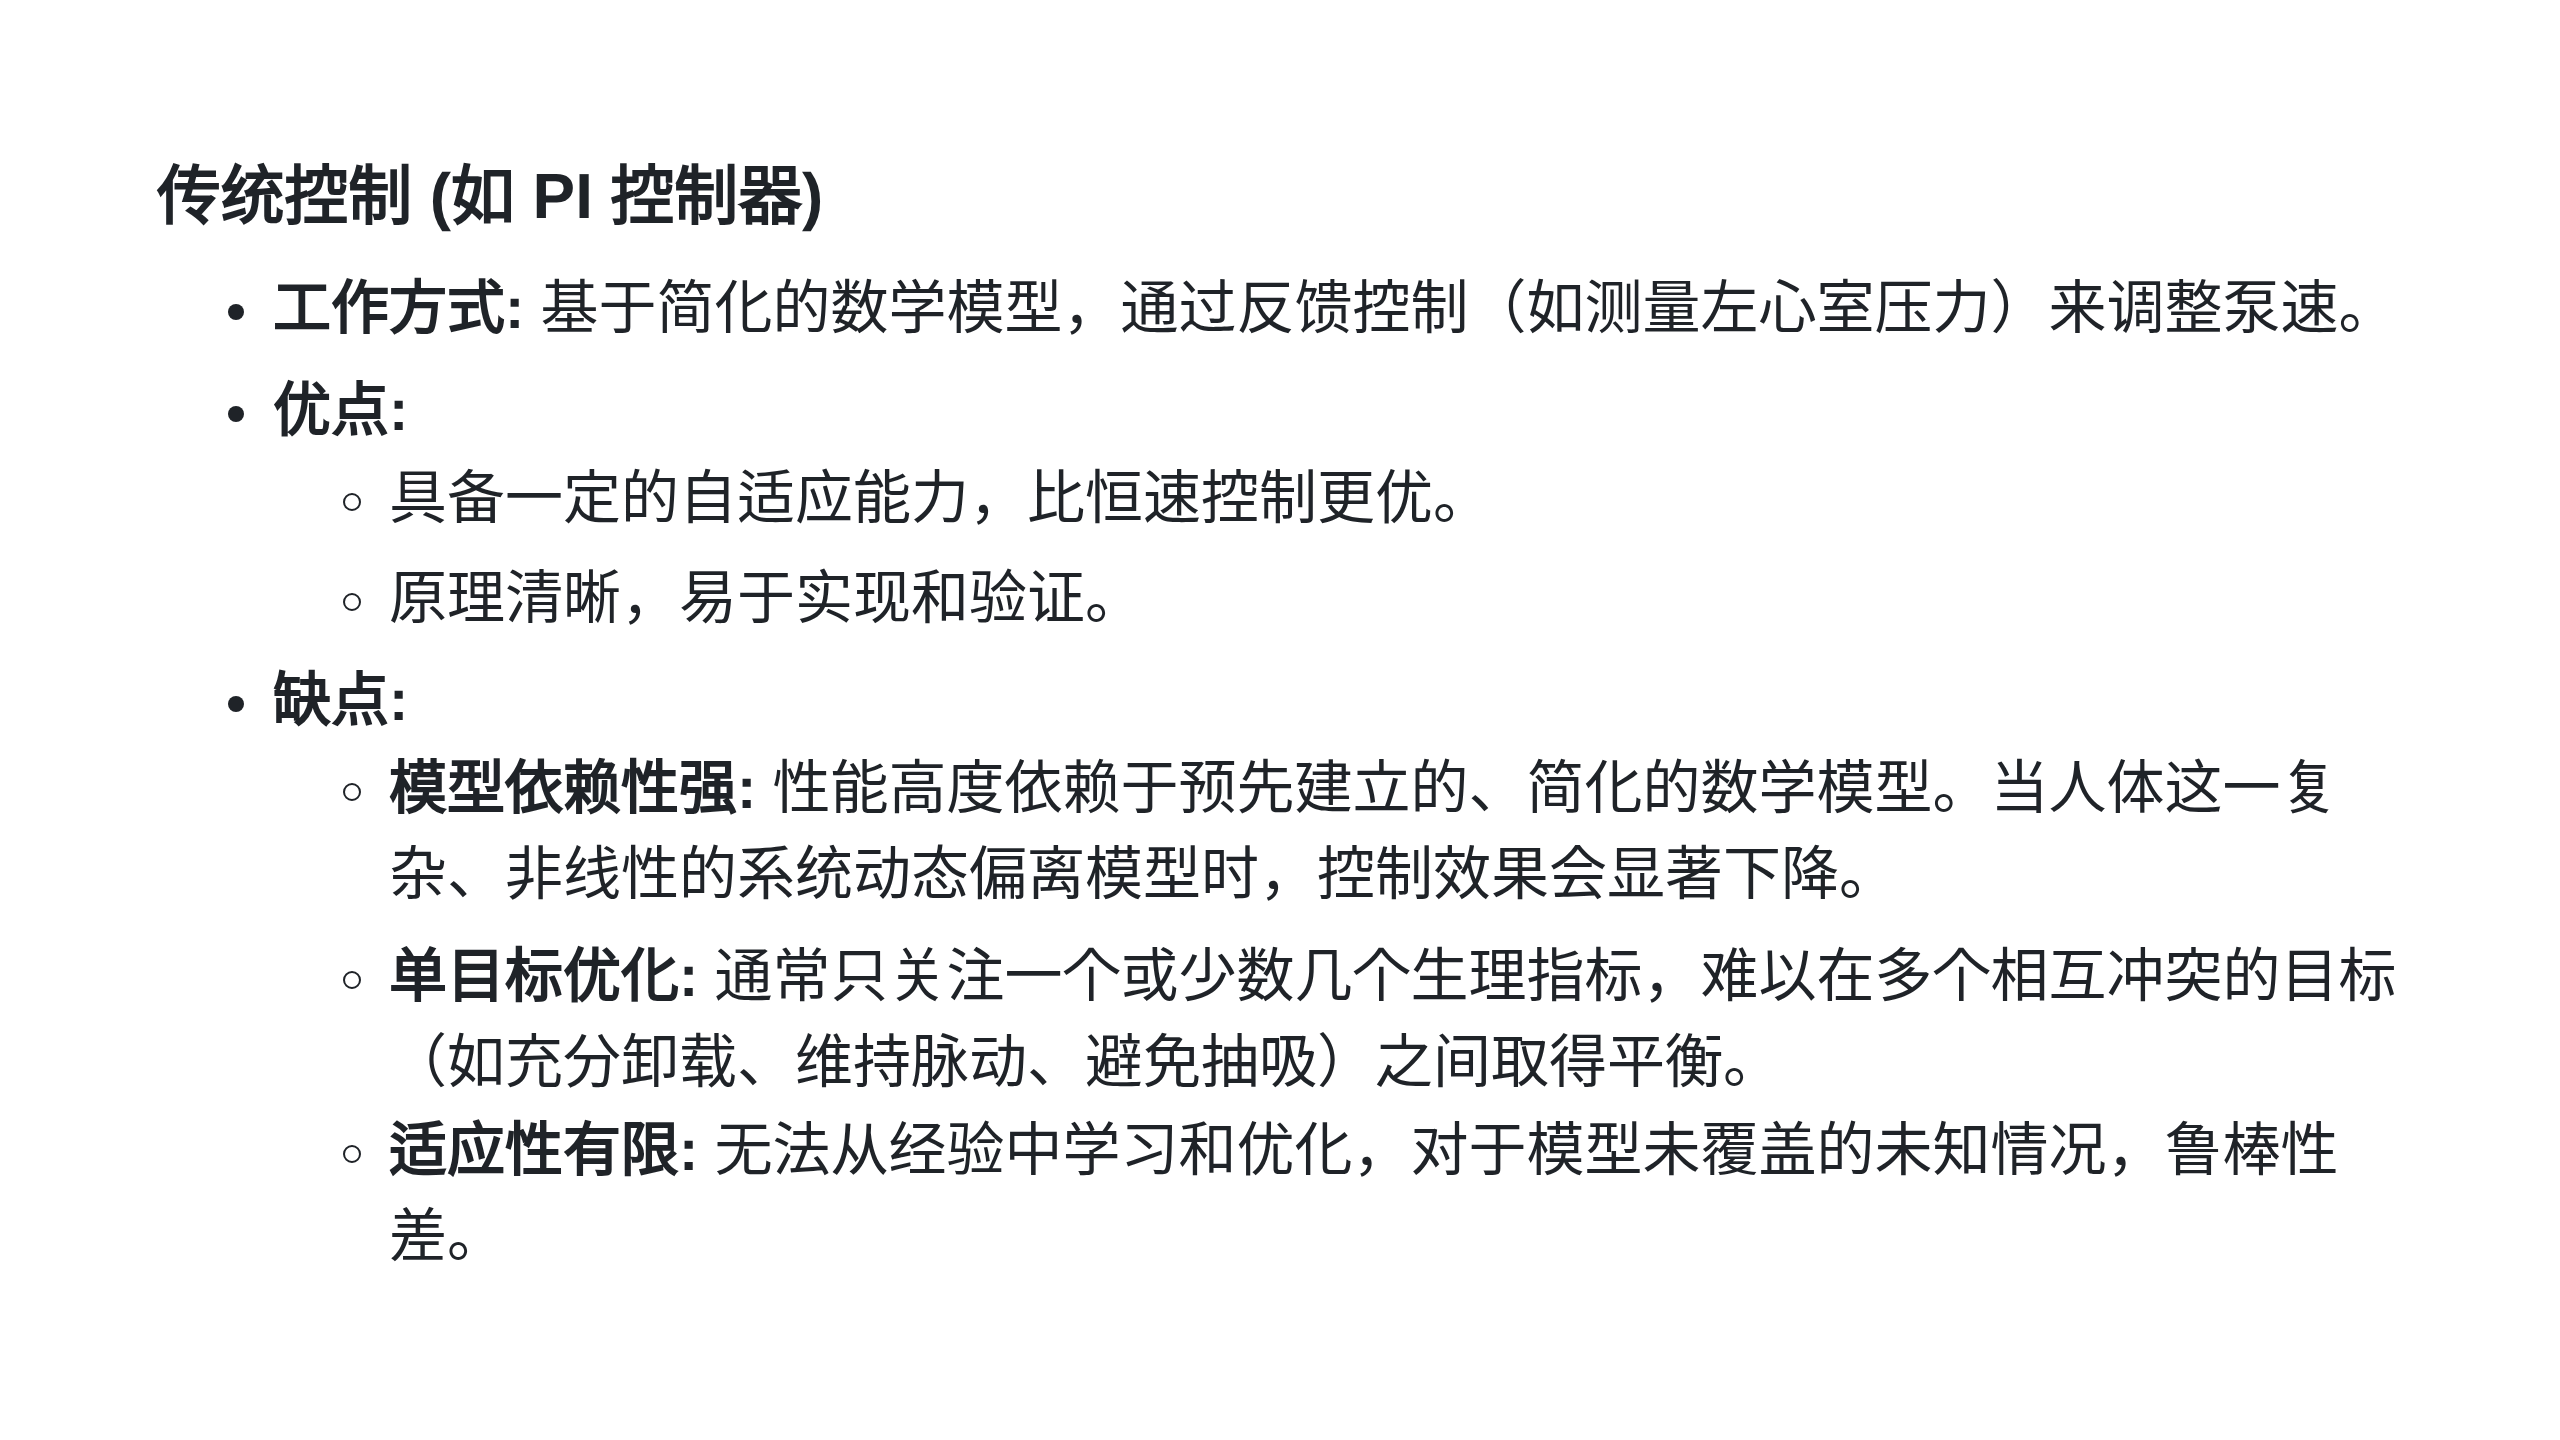 传统控制 (如 PI 控制器)
• 工作方式: 基于简化的数学模型，通过反馈控制（如测量左心室压力）来调整泵速。
• 优点:
◦ 具备一定的自适应能力，比恒速控制更优。
◦ 原理清晰，易于实现和验证。
• 缺点:
◦ 模型依赖性强: 性能高度依赖于预先建立的、简化的数学模型。当人体这一复
杂、非线性的系统动态偏离模型时，控制效果会显著下降。
◦ 单目标优化: 通常只关注一个或少数几个生理指标，难以在多个相互冲突的目标
（如充分卸载、维持脉动、避免抽吸）之间取得平衡。
◦ 适应性有限: 无法从经验中学习和优化，对于模型未覆盖的未知情况，鲁棒性
差。